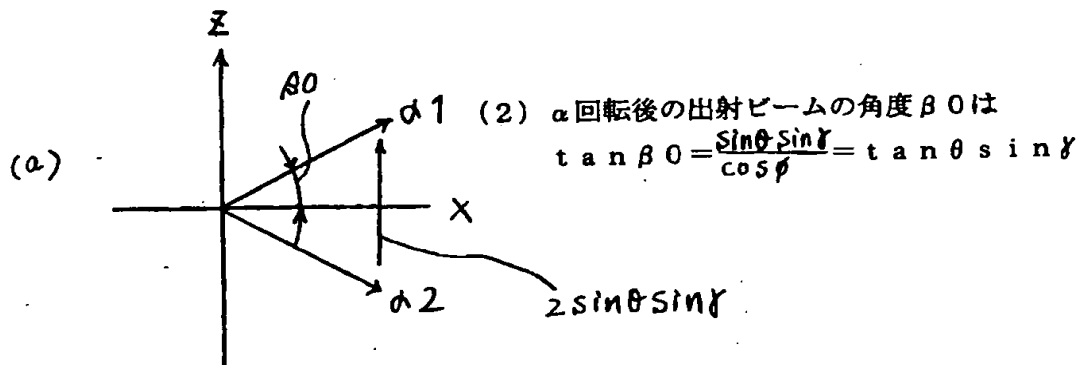 Z
β0
α1
(2) α回転後の出射ビームの角度β0は
tanβ0=sinθsinγ/cosφ=tanθsinγ
(a)
X
α2
2sinθsinγ